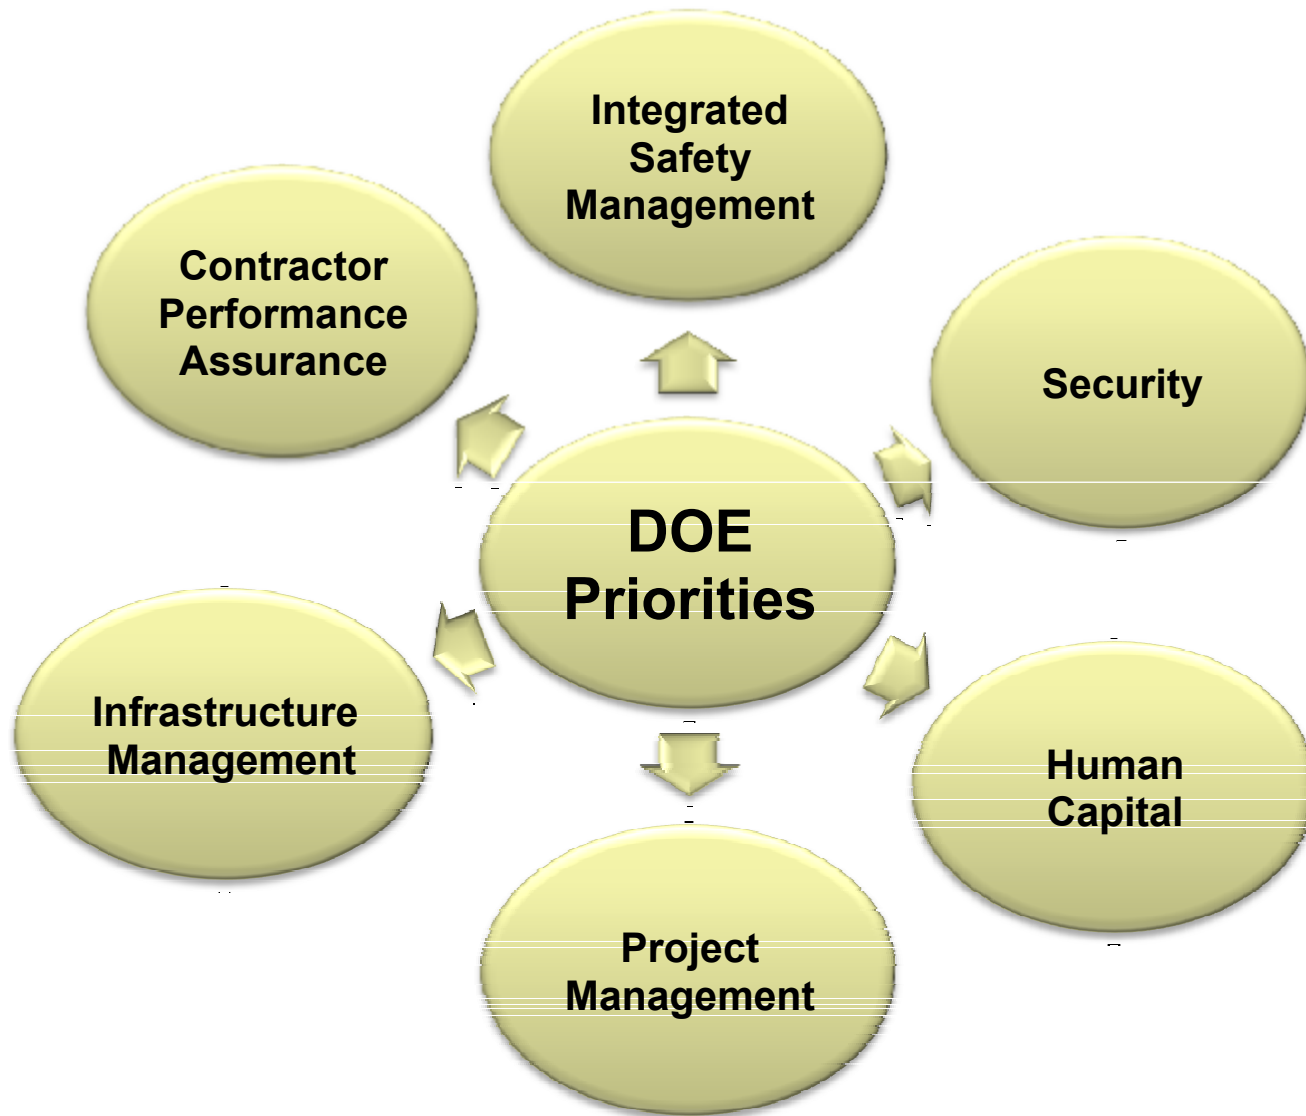 Integrated
Safety
Management
Contractor
Performance
Assurance
Security
DOE
Priorities
Infrastructure
Management
Human
Capital
Project
Management